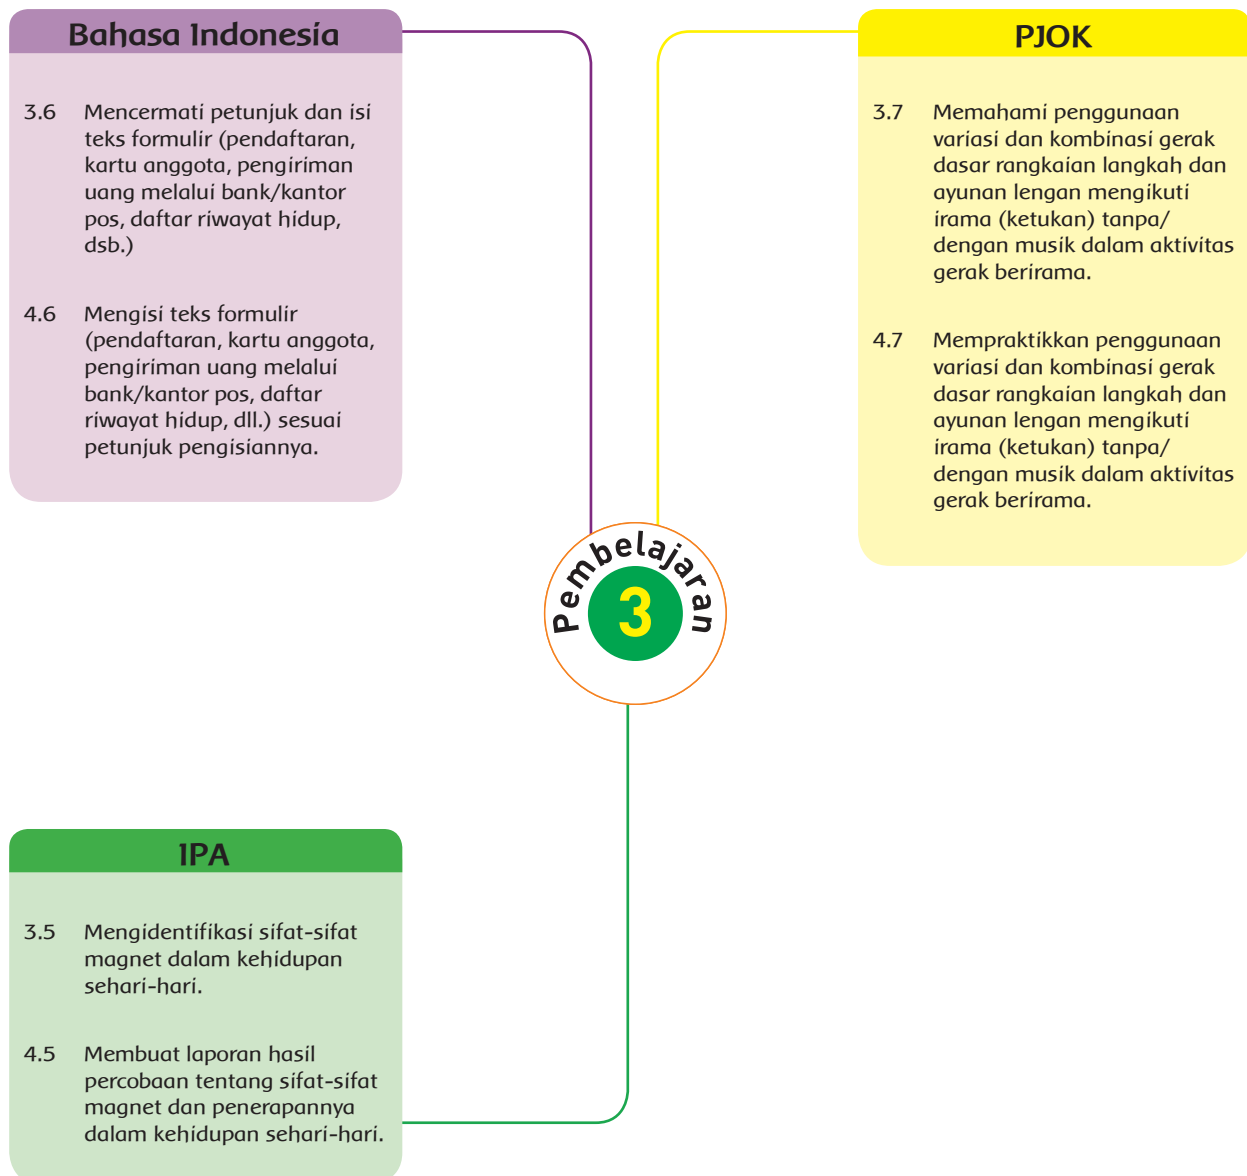 Bahasa Indonesia
3.6 Mencermati petunjuk dan isi
teks formulir (pendaftaran,
kartu anggota, pengiriman
uang melalui bank/kantor
pos, daftar riwayat hidup,
dsb.)
4.6 Mengisi teks formulir
(pendaftaran, kartu anggota,
pengiriman uang melalui
bank/kantor pos, daftar
riwayat hidup, dll.) sesuai
petunjuk pengisiannya.
PJOK
3.7 Memahami penggunaan
variasi dan kombinasi gerak
dasar rangkaian langkah dan
ayunan lengan mengikuti
irama (ketukan) tanpa/
dengan musik dalam aktivitas
gerak berirama.
4.7 Mempraktikkan penggunaan
variasi dan kombinasi gerak
dasar rangkaian langkah dan
ayunan lengan mengikuti
irama (ketukan) tanpa/
dengan musik dalam aktivitas
gerak berirama.
Pembelajaran
3
IPA
3.5 Mengidentifikasi sifat-sifat
magnet dalam kehidupan
sehari-hari.
4.5 Membuat laporan hasil
percobaan tentang sifat-sifat
magnet dan penerapannya
dalam kehidupan sehari-hari.